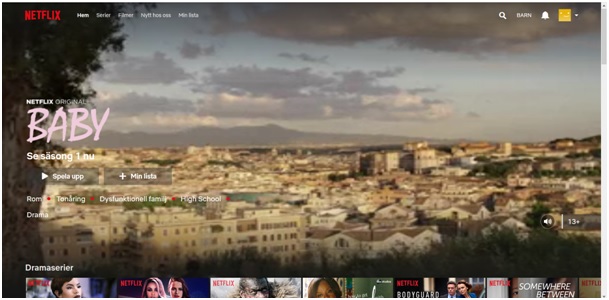 NETFLIX Hem Serier Filmer Nytt hos oss Min lista BARN
NETFLIX ORIGINAL
BABY
Se säsong 1 nu
Spela upp Min lista
Rom Tonåring Dysfunktionell familj High School
Drama
13+
Dramaserier
NETFLIX NETFLIX NETFLIX NETFLIX NETFLIX
BODYGUARD SOMEWHERE
BETWEEN